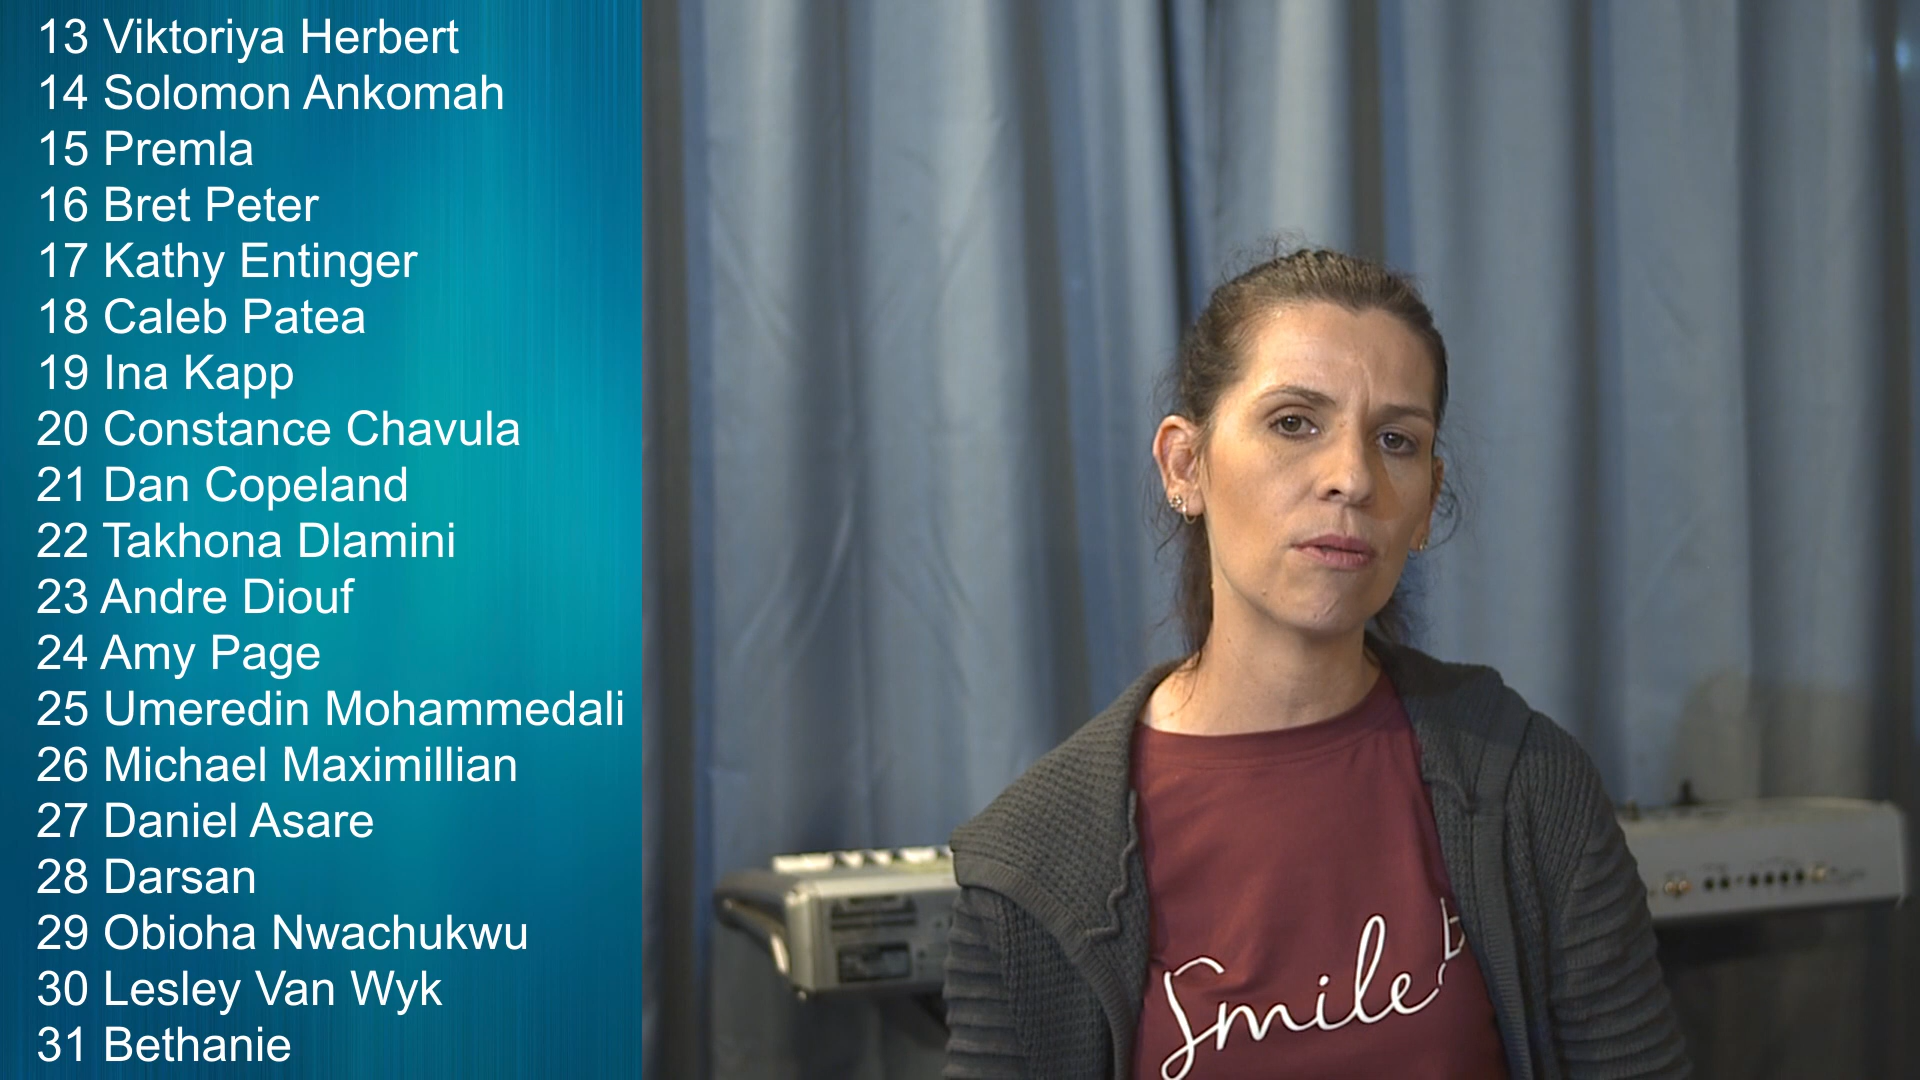 13 Viktoriya Herbert
14 Solomon Ankomah
15 Premla
16 Bret Peter
17 Kathy Entinger
18 Caleb Patea
19 Ina Kapp
20 Constance Chavula
21 Dan Copeland
22 Takhona Dlamini
23 Andre Diouf
24 Amy Page
25 Umeredin Mohammedali
26 Michael Maximillian
27 Daniel Asare
28 Darsan
29 Obioha Nwachukwu
30 Lesley Van Wyk
31 Bethanie
Smile